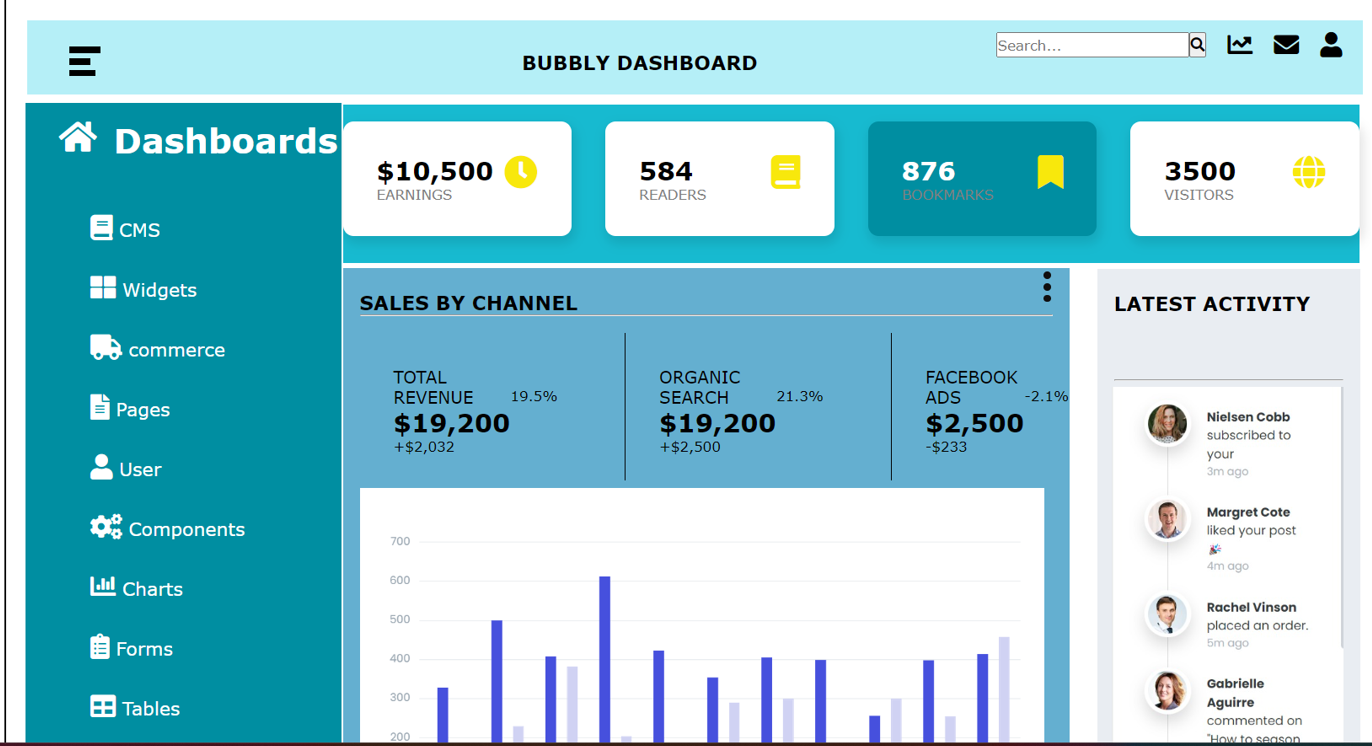 BUBBLY DASHBOARD
Search...
Dashboards
CMS
Widgets
commerce
Pages
User
Components
Charts
Forms
Tables
$10,500
EARNINGS
584
READERS
876
BOOKMARKS
3500
VISITORS
SALES BY CHANNEL
TOTAL
REVENUE 19.5%
$19,200
+$2,032
ORGANIC
SEARCH 21.3%
$19,200
+$2,500
FACEBOOK
ADS -2.1%
$2,500
-$233
700
600
500
400
300
200
LATEST ACTIVITY
Nielsen Cobb
subscribed to
your
3m ago
Margret Cote
liked your post
🎉
4m ago
Rachel Vinson
placed an order.
5m ago
Gabrielle
Aguirre
commented on
"How to season